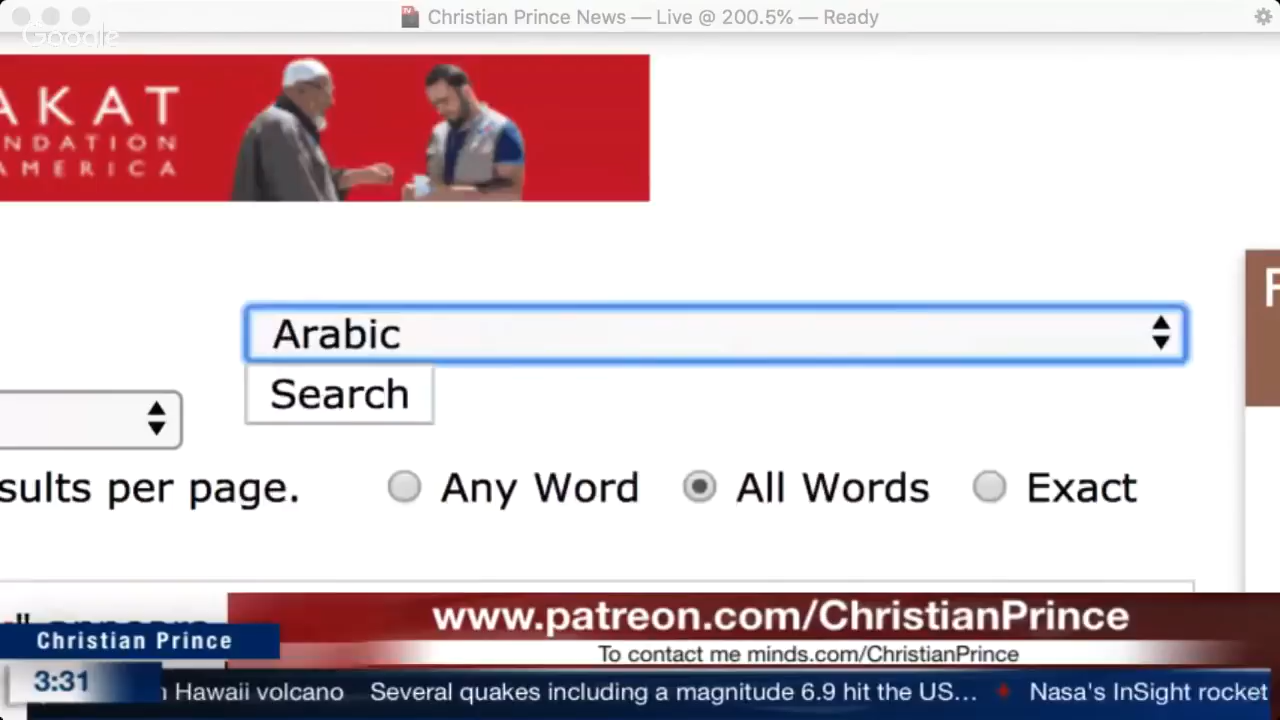 Christian Prince News — Live @ 200.5% — Ready
Google
AKAT
NDATION
AMERICA
Arabic
Search
sults per page.
Any Word
All Words
Exact
www.patreon.com/ChristianPrince
Christian Prince
To contact me minds.com/ChristianPrince
3:31
Hawaii volcano
Several quakes including a magnitude 6.9 hit the US...
Nasa's InSight rocket